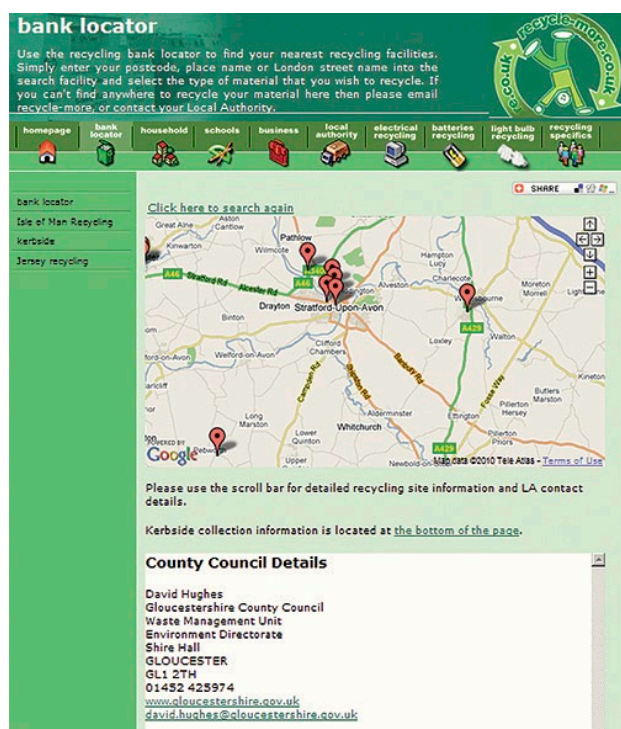 bank locator
Use the recycling bank locator to find your nearest recycling facilities.
Simply enter your postcode, place name or London street name into the
search facility and select the type of material that you wish to recycle. If
you can't find anywhere to recycle your material here then please email
recycle-more, or contact your Local Authority.
recycle-more.co.uk
homepage
bank
locator
household
schools
business
local
authority
electrical
recycling
batteries
recycling
light bulb
recycling
recycling
specifics
SHARE
bank locator
Isle of Man Recycling
kerbside
Jersey recycling
Click here to search again
Great Alne
Aston
Cantlow
Pathlow
Kinwarton
Wilmcote
Hampton
Lucy
Charlecote
A46
Stratford Rd
Alcester Rd
A46
Alveston
Moreton
Morrell
Drayton
Stratford-Upon-Avon
Binton
A429
Loxley
Walton
Clifford
Chambers
Welford-on-Avon
Campden Rd
Shipston Rd
Banbury Rd
Fosse Way
Kineton
Butlers
Marston
Pillerton
Hersey
Long
Marston
Alderminster
Ettington
Lower
Quinton
Whitchurch
Pillerton
Priors
A429
POWERED BY
Google
Upper
Map data ©2010 Tele Atlas - Terms of Use
Please use the scroll bar for detailed recycling site information and LA contact
details.
Kerbside collection information is located at the bottom of the page.
County Council Details
David Hughes
Gloucestershire County Council
Waste Management Unit
Environment Directorate
Shire Hall
GLOUCESTER
GL1 2TH
01452 425974
www.gloucestershire.gov.uk
david.hughes@gloucestershire.gov.uk